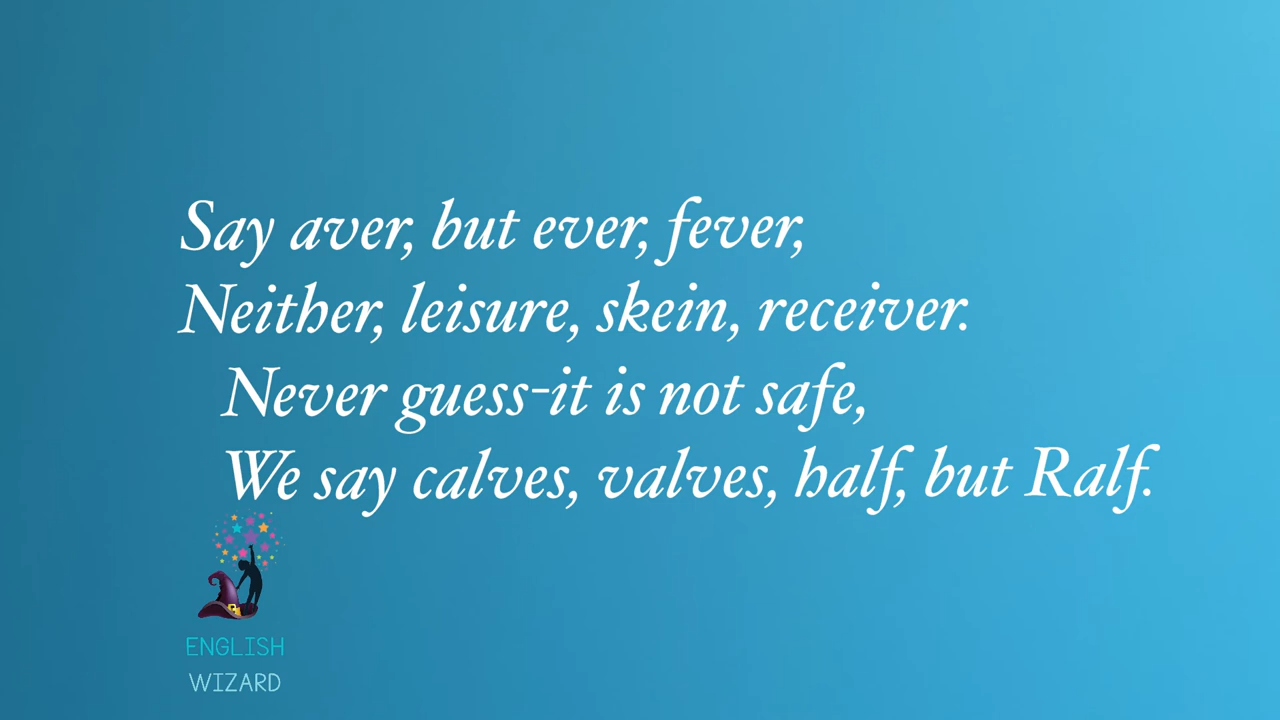 Say aver, but ever, fever,
Neither, leisure, skein, receiver.
Never guess-it is not safe,
We say calves, valves, half, but Ralf.
ENGLISH
WIZARD